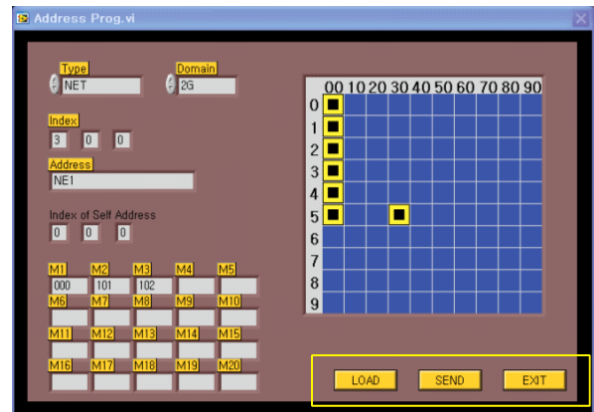 Address Prog.vi
Type Domain
NET 2G
Index
3 0 0
Address
NE1
Index of Self Address
0 0 0
M1 M2 M3 M4 M5
000 101 102
M6 M7 M8 M9 M10
M11 M12 M13 M14 M15
M16 M17 M18 M19 M20
00 10 20 30 40 50 60 70 80 90
0
1
2
3
4
5
6
7
8
9
LOAD SEND EXIT